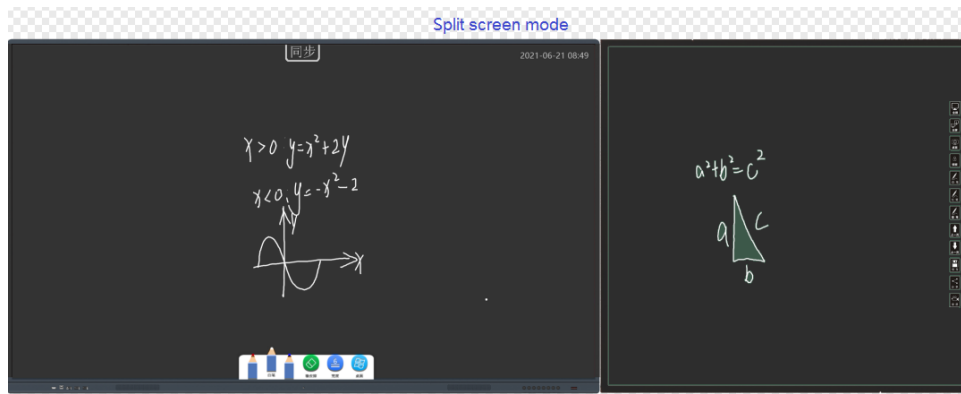 Split screen mode
同步
2021-06-21 08:49
x>0 y=x²+2y
x<0, y=-x²-2
y
x
a²+b²=c²
a
c
b